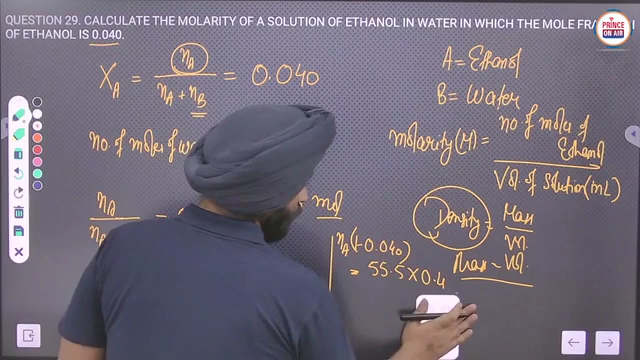 QUESTION 29. CALCULATE THE MOLARITY OF A SOLUTION OF ETHANOL IN WATER IN WHICH THE MOLE
OF ETHANOL IS 0.040.
PRINCE
ON AIR
X_A = n_A / (n_A + n_B) = 0.040
A = Ethanol
B = Water
Molarity (M) = no. of moles of Ethanol / Vol. of Solution (mL)
no. of moles of
mol
n_A
Density = Mass / Vol.
n_A (1-0.040)
= 55.5 × 0.4
Mass = Vol.